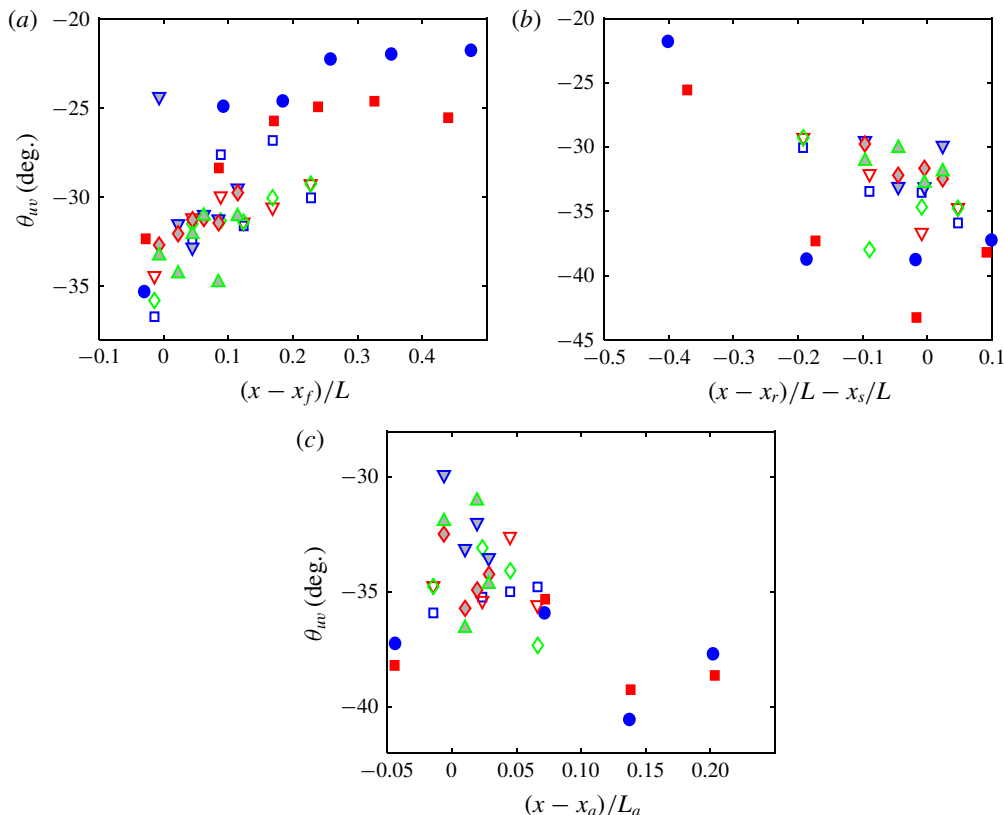 (a)
−20
−25
−30
−35
θuv (deg.)
−0.1 0 0.1 0.2 0.3 0.4
(x − xf)/L
(b)
−20
−25
−30
−35
−40
−45
−0.5 −0.4 −0.3 −0.2 −0.1 0 0.1
(x − xr)/L − xs/L
(c)
−30
−35
−40
θuv (deg.)
−0.05 0 0.05 0.10 0.15 0.20
(x − xa)/La